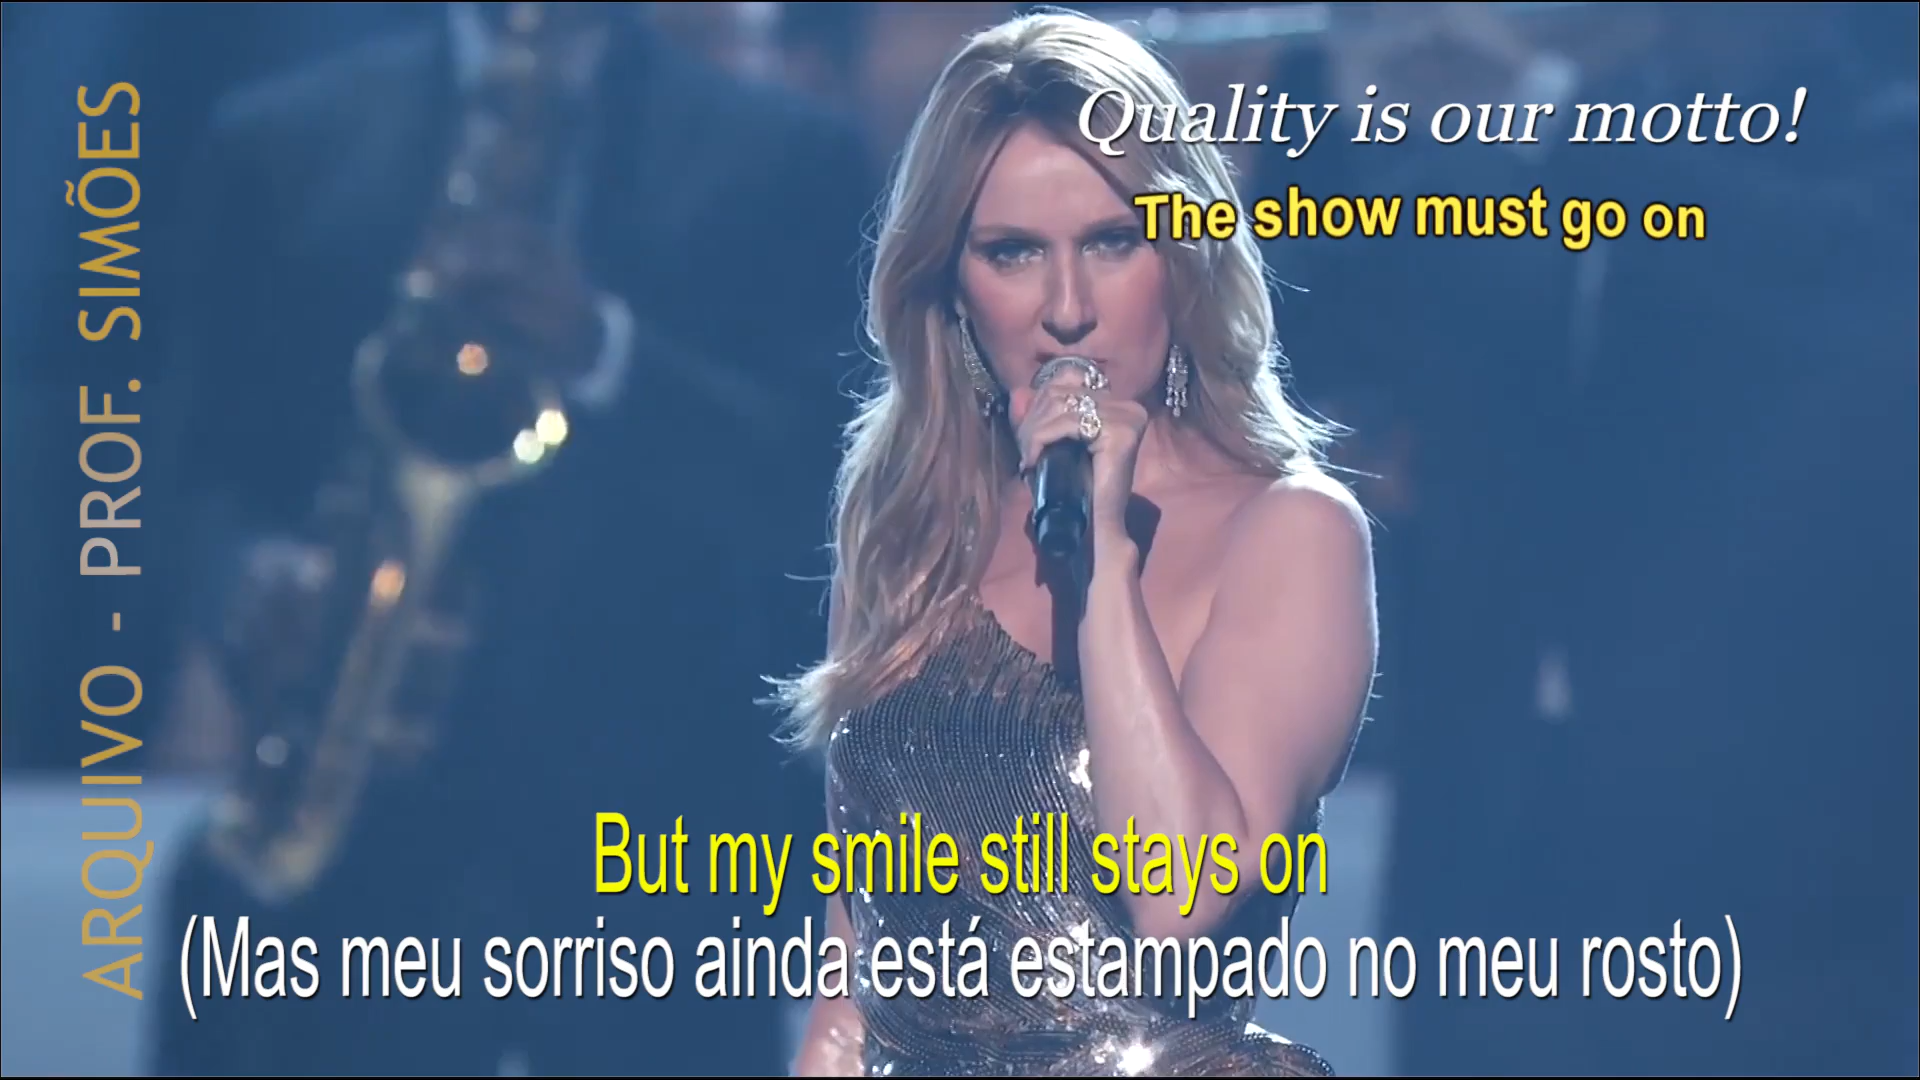 Quality is our motto!
The show must go on
ARQUIVO - PROF. SIMÕES
But my smile still stays on
(Mas meu sorriso ainda está estampado no meu rosto)